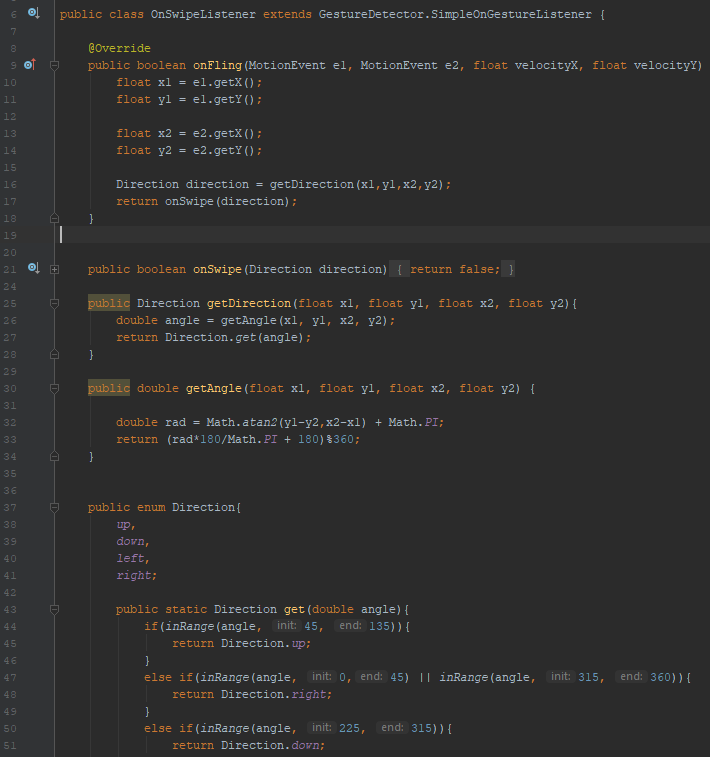 6 public class OnSwipeListener extends GestureDetector.SimpleOnGestureListener {
7
8 @Override
9 public boolean onFling(MotionEvent e1, MotionEvent e2, float velocityX, float velocityY)
10 float x1 = e1.getX();
11 float y1 = e1.getY();
12
13 float x2 = e2.getX();
14 float y2 = e2.getY();
15
16 Direction direction = getDirection(x1,y1,x2,y2);
17 return onSwipe(direction);
18 }
19
20
21 public boolean onSwipe(Direction direction) { return false; }
24
25 public Direction getDirection(float x1, float y1, float x2, float y2){
26 double angle = getAngle(x1, y1, x2, y2);
27 return Direction.get(angle);
28 }
29
30 public double getAngle(float x1, float y1, float x2, float y2) {
31
32 double rad = Math.atan2(y1-y2,x2-x1) + Math.PI;
33 return (rad*180/Math.PI + 180)%360;
34 }
35
36
37 public enum Direction{
38 up,
39 down,
40 left,
41 right;
42
43 public static Direction get(double angle){
44 if(inRange(angle, init: 45, end: 135)){
45 return Direction.up;
46 }
47 else if(inRange(angle, init: 0, end: 45) || inRange(angle, init: 315, end: 360)){
48 return Direction.right;
49 }
50 else if(inRange(angle, init: 225, end: 315)){
51 return Direction.down;